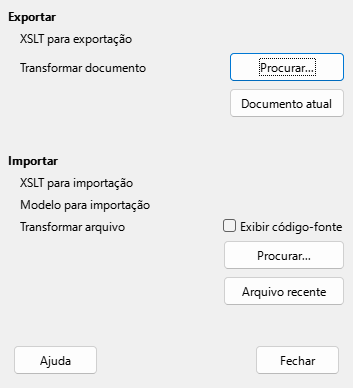 Exportar
XSLT para exportação
Transformar documento
Procurar...
Documento atual
Importar
XSLT para importação
Modelo para importação
Transformar arquivo
Exibir código-fonte
Procurar...
Arquivo recente
Ajuda
Fechar